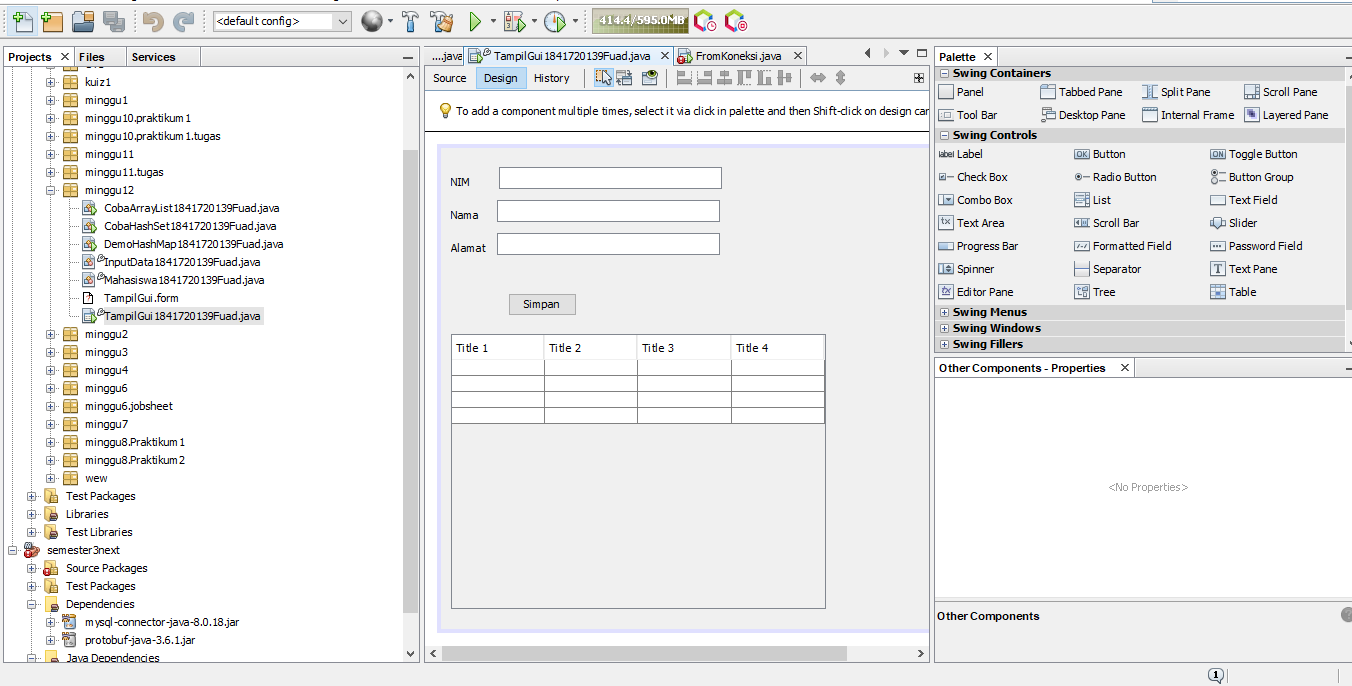 <default config>
414.4/595.0MB
Projects
Files
Services
kuiz1
minggu1
minggu10.praktikum1
minggu10.praktikum1.tugas
minggu11
minggu11.tugas
minggu12
CobaArrayList1841720139Fuad.java
CobaHashSet1841720139Fuad.java
DemoHashMap1841720139Fuad.java
InputData1841720139Fuad.java
Mahasiswa1841720139Fuad.java
TampilGui.form
TampilGui1841720139Fuad.java
minggu2
minggu3
minggu4
minggu6
minggu6.jobsheet
minggu7
minggu8.Praktikum1
minggu8.Praktikum2
wew
Test Packages
Libraries
Test Libraries
semester3next
Source Packages
Test Packages
Dependencies
mysql-connector-java-8.0.18.jar
protobuf-java-3.6.1.jar
Java Dependencies
....java
TampilGui1841720139Fuad.java
FromKoneksi.java
Source
Design
History
To add a component multiple times, select it via click in palette and then Shift-click on design can
NIM
Nama
Alamat
Simpan
Title 1 Title 2 Title 3 Title 4
Palette
Swing Containers
Panel Tabbed Pane Split Pane Scroll Pane
Tool Bar Desktop Pane Internal Frame Layered Pane
Swing Controls
label Label OK Button ON Toggle Button
Check Box Radio Button Button Group
Combo Box List Text Field
Text Area Scroll Bar Slider
Progress Bar Formatted Field Password Field
Spinner Separator Text Pane
Editor Pane Tree Table
Swing Menus
Swing Windows
Swing Fillers
Other Components - Properties
<No Properties>
Other Components
1